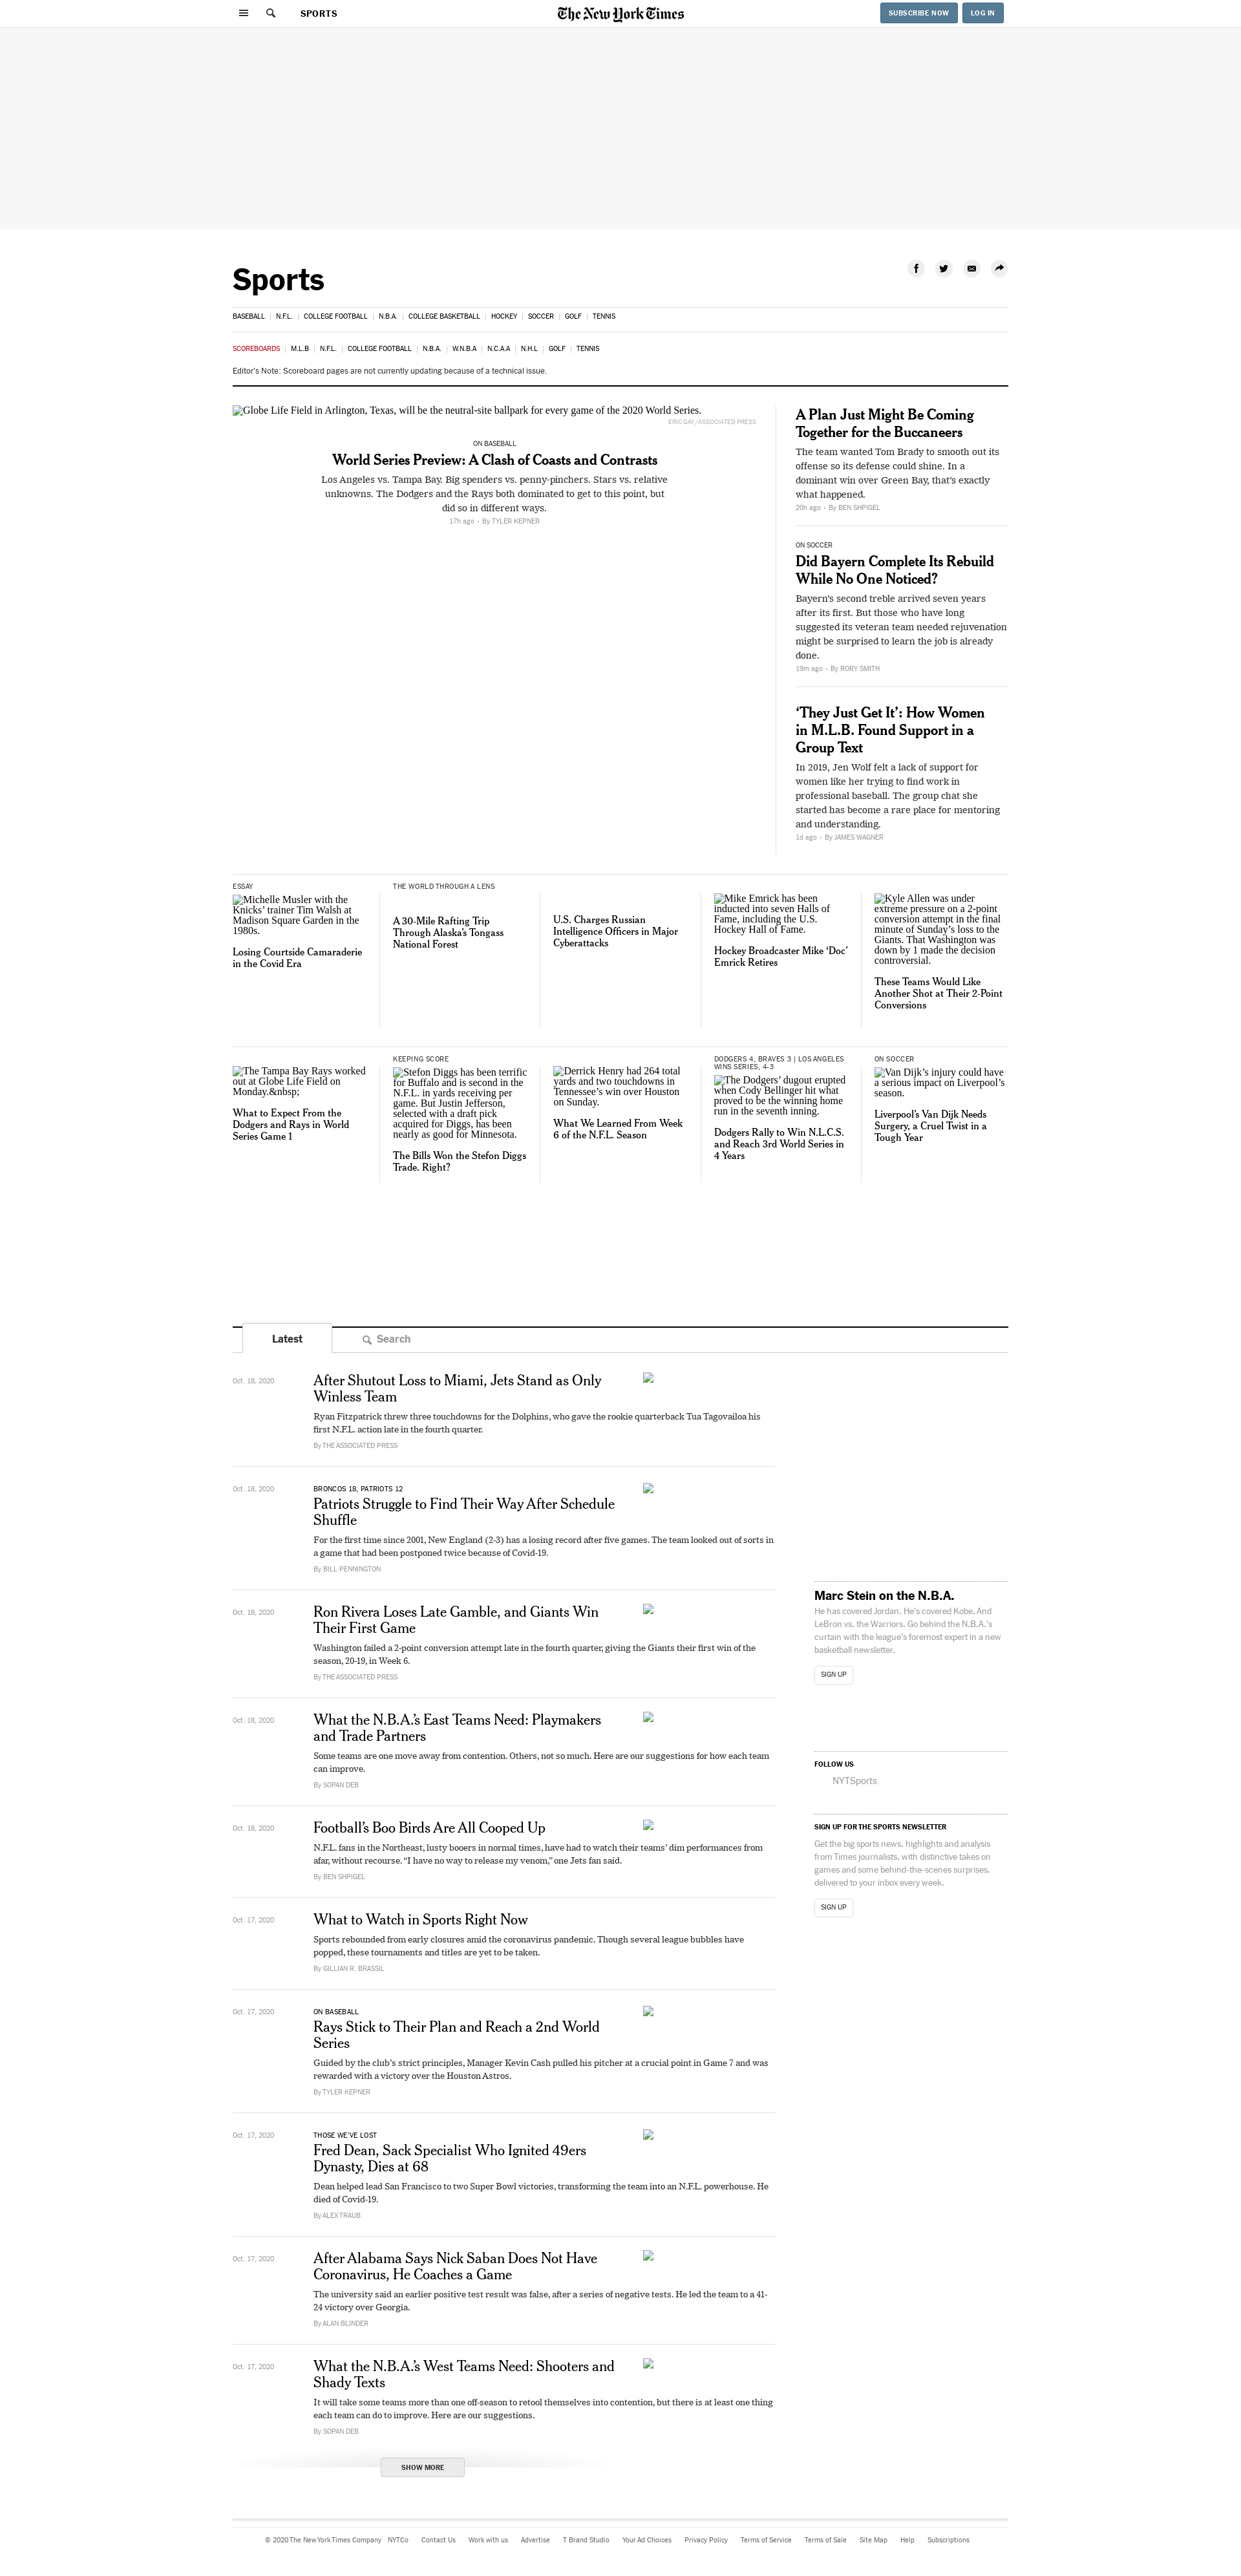 SPORTS
The New York Times
SUBSCRIBE NOW
LOG IN
Sports
BASEBALL | N.F.L. | COLLEGE FOOTBALL | N.B.A. | COLLEGE BASKETBALL | HOCKEY | SOCCER | GOLF | TENNIS
SCOREBOARDS | M.L.B | N.F.L. | COLLEGE FOOTBALL | N.B.A. | W.N.B.A | N.C.A.A | N.H.L | GOLF | TENNIS
Editor's Note: Scoreboard pages are not currently updating because of a technical issue.
Globe Life Field in Arlington, Texas, will be the neutral-site ballpark for every game of the 2020 World Series.
ERIC GAY/ASSOCIATED PRESS
ON BASEBALL
World Series Preview: A Clash of Coasts and Contrasts
Los Angeles vs. Tampa Bay. Big spenders vs. penny-pinchers. Stars vs. relative
unknowns. The Dodgers and the Rays both dominated to get to this point, but
did so in different ways.
17h ago • By TYLER KEPNER
A Plan Just Might Be Coming
Together for the Buccaneers
The team wanted Tom Brady to smooth out its
offense so its defense could shine. In a
dominant win over Green Bay, that's exactly
what happened.
20h ago • By BEN SHPIGEL
ON SOCCER
Did Bayern Complete Its Rebuild
While No One Noticed?
Bayern's second treble arrived seven years
after its first. But those who have long
suggested its veteran team needed rejuvenation
might be surprised to learn the job is already
done.
19m ago • By RORY SMITH
‘They Just Get It’: How Women
in M.L.B. Found Support in a
Group Text
In 2019, Jen Wolf felt a lack of support for
women like her trying to find work in
professional baseball. The group chat she
started has become a rare place for mentoring
and understanding.
1d ago • By JAMES WAGNER
ESSAY
Michelle Musler with the
Knicks’ trainer Tim Walsh at
Madison Square Garden in the
1980s.
Losing Courtside Camaraderie
in the Covid Era
THE WORLD THROUGH A LENS
A 30-Mile Rafting Trip
Through Alaska’s Tongass
National Forest
U.S. Charges Russian
Intelligence Officers in Major
Cyberattacks
Mike Emrick has been
inducted into seven Halls of
Fame, including the U.S.
Hockey Hall of Fame.
Hockey Broadcaster Mike ‘Doc’
Emrick Retires
Kyle Allen was under
extreme pressure on a 2-point
conversion attempt in the final
minute of Sunday’s loss to the
Giants. That Washington was
down by 1 made the decision
controversial.
These Teams Would Like
Another Shot at Their 2-Point
Conversions
The Tampa Bay Rays worked
out at Globe Life Field on
Monday.&nbsp;
What to Expect From the
Dodgers and Rays in World
Series Game 1
KEEPING SCORE
Stefon Diggs has been terrific
for Buffalo and is second in the
N.F.L. in yards receiving per
game. But Justin Jefferson,
selected with a draft pick
acquired for Diggs, has been
nearly as good for Minnesota.
The Bills Won the Stefon Diggs
Trade. Right?
Derrick Henry had 264 total
yards and two touchdowns in
Tennessee’s win over Houston
on Sunday.
What We Learned From Week
6 of the N.F.L. Season
DODGERS 4, BRAVES 3 | LOS ANGELES
WINS SERIES, 4-3
The Dodgers’ dugout erupted
when Cody Bellinger hit what
proved to be the winning home
run in the seventh inning.
Dodgers Rally to Win N.L.C.S.
and Reach 3rd World Series in
4 Years
ON SOCCER
Van Dijk’s injury could have
a serious impact on Liverpool’s
season.
Liverpool’s Van Dijk Needs
Surgery, a Cruel Twist in a
Tough Year
Latest
Search
Oct. 18, 2020
After Shutout Loss to Miami, Jets Stand as Only
Winless Team
Ryan Fitzpatrick threw three touchdowns for the Dolphins, who gave the rookie quarterback Tua Tagovailoa his
first N.F.L. action late in the fourth quarter.
By THE ASSOCIATED PRESS
Oct. 18, 2020
BRONCOS 18, PATRIOTS 12
Patriots Struggle to Find Their Way After Schedule
Shuffle
For the first time since 2001, New England (2-3) has a losing record after five games. The team looked out of sorts in
a game that had been postponed twice because of Covid-19.
By BILL PENNINGTON
Oct. 18, 2020
Ron Rivera Loses Late Gamble, and Giants Win
Their First Game
Washington failed a 2-point conversion attempt late in the fourth quarter, giving the Giants their first win of the
season, 20-19, in Week 6.
By THE ASSOCIATED PRESS
Oct. 18, 2020
What the N.B.A.’s East Teams Need: Playmakers
and Trade Partners
Some teams are one move away from contention. Others, not so much. Here are our suggestions for how each team
can improve.
By SOPAN DEB
Oct. 18, 2020
Football’s Boo Birds Are All Cooped Up
N.F.L. fans in the Northeast, lusty booers in normal times, have had to watch their teams’ dim performances from
afar, without recourse. “I have no way to release my venom,” one Jets fan said.
By BEN SHPIGEL
Oct. 17, 2020
What to Watch in Sports Right Now
Sports rebounded from early closures amid the coronavirus pandemic. Though several league bubbles have
popped, these tournaments and titles are yet to be taken.
By GILLIAN R. BRASSIL
Oct. 17, 2020
ON BASEBALL
Rays Stick to Their Plan and Reach a 2nd World
Series
Guided by the club’s strict principles, Manager Kevin Cash pulled his pitcher at a crucial point in Game 7 and was
rewarded with a victory over the Houston Astros.
By TYLER KEPNER
Oct. 17, 2020
THOSE WE’VE LOST
Fred Dean, Sack Specialist Who Ignited 49ers
Dynasty, Dies at 68
Dean helped lead San Francisco to two Super Bowl victories, transforming the team into an N.F.L. powerhouse. He
died of Covid-19.
By ALEX TRAUB
Oct. 17, 2020
After Alabama Says Nick Saban Does Not Have
Coronavirus, He Coaches a Game
The university said an earlier positive test result was false, after a series of negative tests. He led the team to a 41-
24 victory over Georgia.
By ALAN BLINDER
Oct. 17, 2020
What the N.B.A.’s West Teams Need: Shooters and
Shady Texts
It will take some teams more than one off-season to retool themselves into contention, but there is at least one thing
each team can do to improve. Here are our suggestions.
By SOPAN DEB
SHOW MORE
Marc Stein on the N.B.A.
He has covered Jordan. He's covered Kobe. And
LeBron vs. the Warriors. Go behind the N.B.A.'s
curtain with the league's foremost expert in a new
basketball newsletter.
SIGN UP
FOLLOW US
NYTSports
SIGN UP FOR THE SPORTS NEWSLETTER
Get the big sports news, highlights and analysis
from Times journalists, with distinctive takes on
games and some behind-the-scenes surprises,
delivered to your inbox every week.
SIGN UP
© 2020 The New York Times Company NYTCo Contact Us Work with us Advertise T Brand Studio Your Ad Choices Privacy Policy Terms of Service Terms of Sale Site Map Help Subscriptions